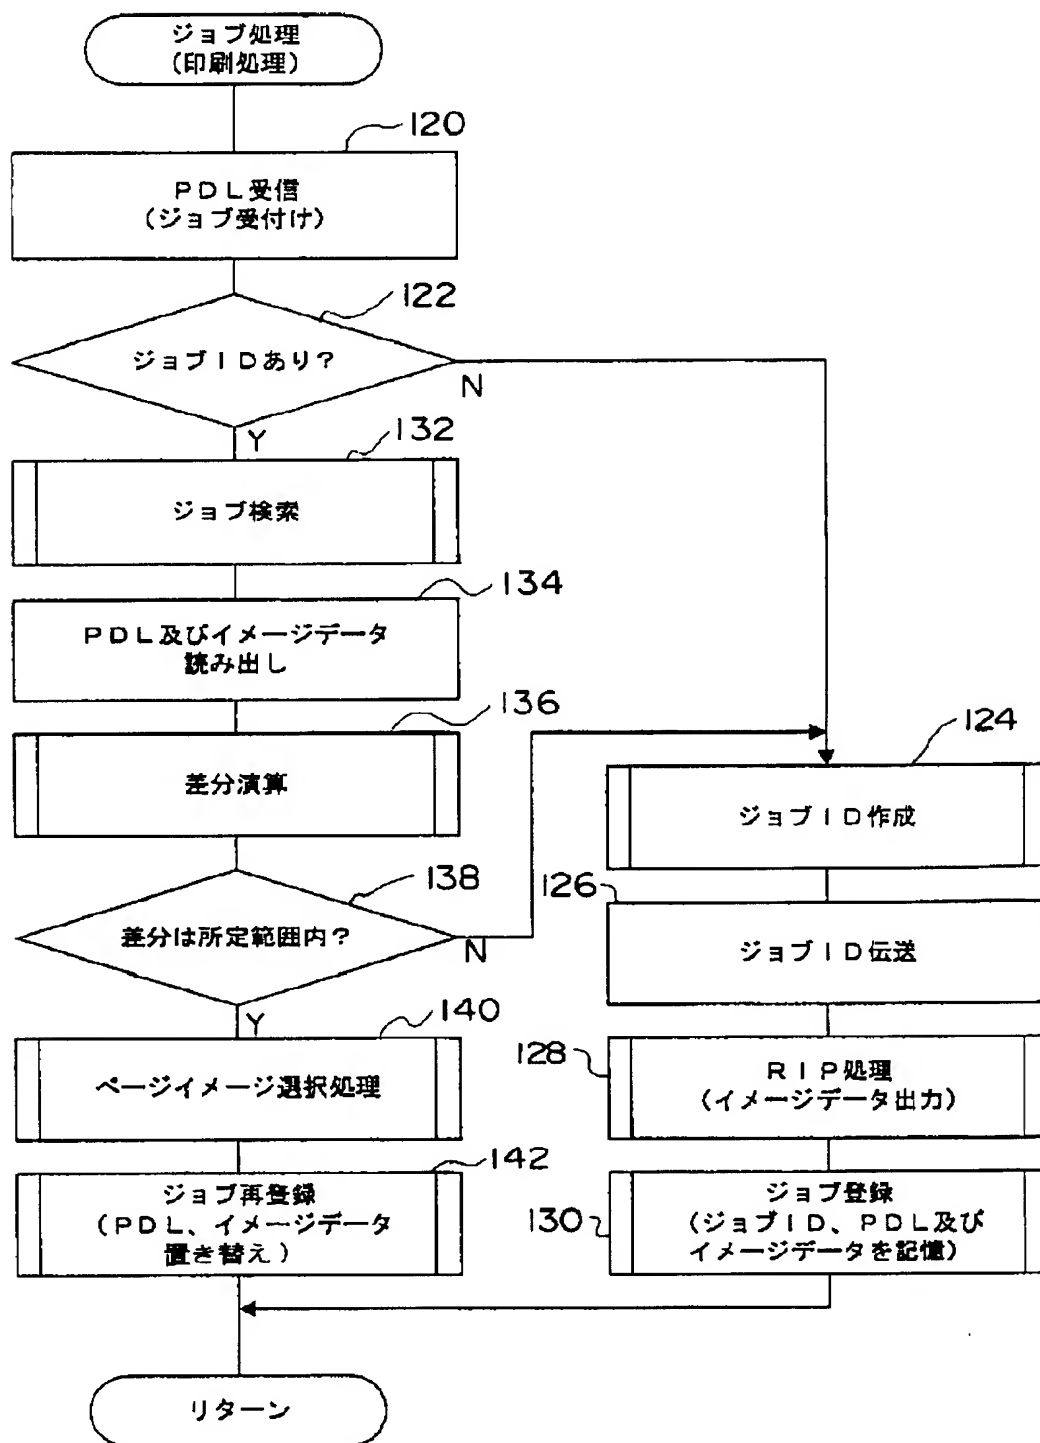 ジョブ処理
(印刷処理)
120
PDL受信
(ジョブ受付け)
122
ジョブIDあり?
N
Y
132
ジョブ検索
134
PDL及びイメージデータ
読み出し
136
差分演算
138
差分は所定範囲内?
N
Y
140
ページイメージ選択処理
142
ジョブ再登録
(PDL、イメージデータ
置き替え)
124
ジョブID作成
126
ジョブID伝送
128
RIP処理
(イメージデータ出力)
130
ジョブ登録
(ジョブID、PDL及び
イメージデータを記憶)
リターン